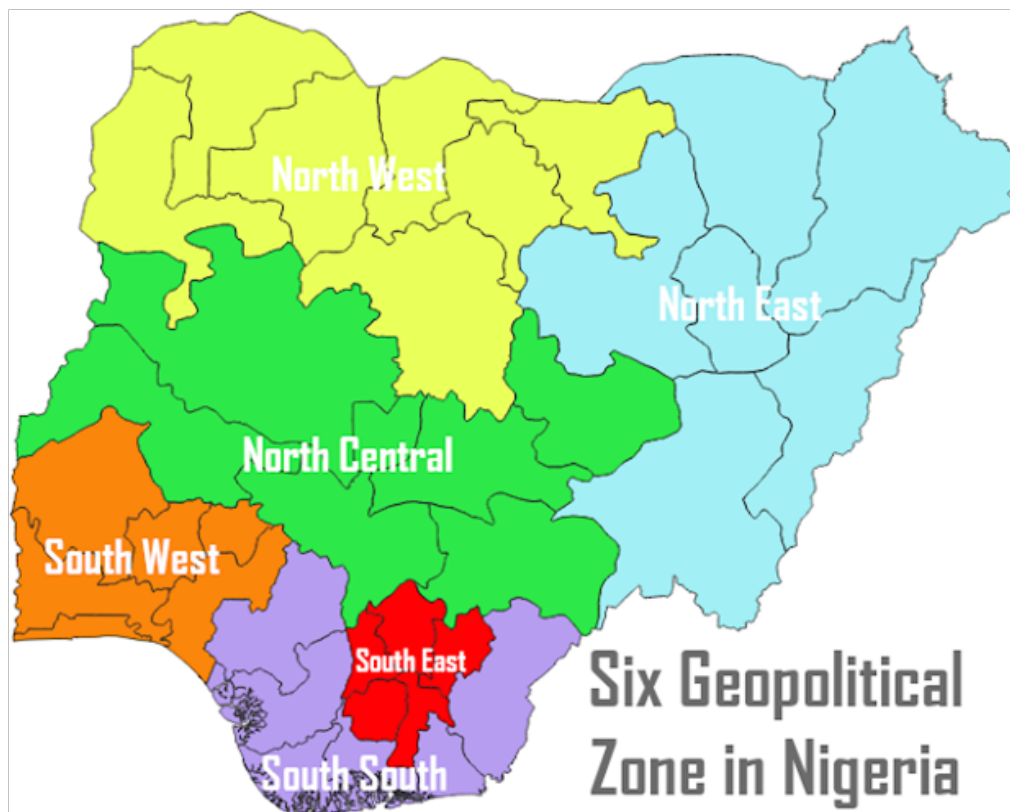 North West
North East
North Central
South West
South East
South South
Six Geopolitical
Zone in Nigeria